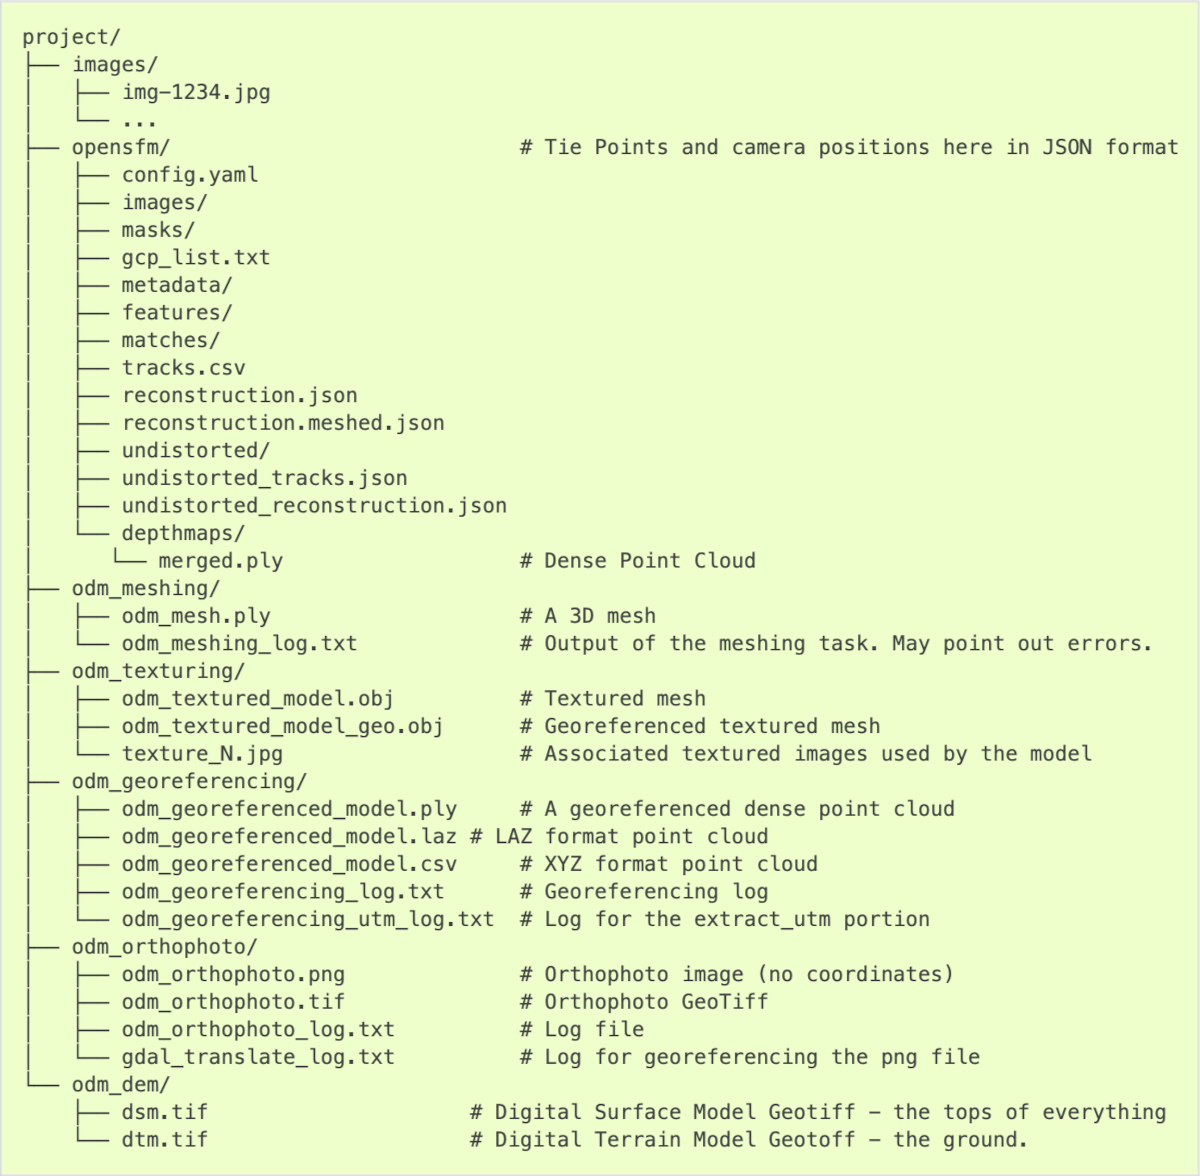 project/
├── images/
│   ├── img-1234.jpg
│   └── ...
├── opensfm/                            # Tie Points and camera positions here in JSON format
│   ├── config.yaml
│   ├── images/
│   ├── masks/
│   ├── gcp_list.txt
│   ├── metadata/
│   ├── features/
│   ├── matches/
│   ├── tracks.csv
│   ├── reconstruction.json
│   ├── reconstruction.meshed.json
│   ├── undistorted/
│   ├── undistorted_tracks.json
│   ├── undistorted_reconstruction.json
│   └── depthmaps/
│      └── merged.ply                   # Dense Point Cloud
├── odm_meshing/
│   ├── odm_mesh.ply                    # A 3D mesh
│   └── odm_meshing_log.txt             # Output of the meshing task. May point out errors.
├── odm_texturing/
│   ├── odm_textured_model.obj          # Textured mesh
│   ├── odm_textured_model_geo.obj      # Georeferenced textured mesh
│   └── texture_N.jpg                   # Associated textured images used by the model
├── odm_georeferencing/
│   ├── odm_georeferenced_model.ply     # A georeferenced dense point cloud
│   ├── odm_georeferenced_model.laz # LAZ format point cloud
│   ├── odm_georeferenced_model.csv     # XYZ format point cloud
│   ├── odm_georeferencing_log.txt      # Georeferencing log
│   └── odm_georeferencing_utm_log.txt  # Log for the extract_utm portion
├── odm_orthophoto/
│   ├── odm_orthophoto.png              # Orthophoto image (no coordinates)
│   ├── odm_orthophoto.tif              # Orthophoto GeoTiff
│   ├── odm_orthophoto_log.txt          # Log file
│   └── gdal_translate_log.txt          # Log for georeferencing the png file
└── odm_dem/
    ├── dsm.tif                     # Digital Surface Model Geotiff - the tops of everything
    └── dtm.tif                     # Digital Terrain Model Geotoff - the ground.